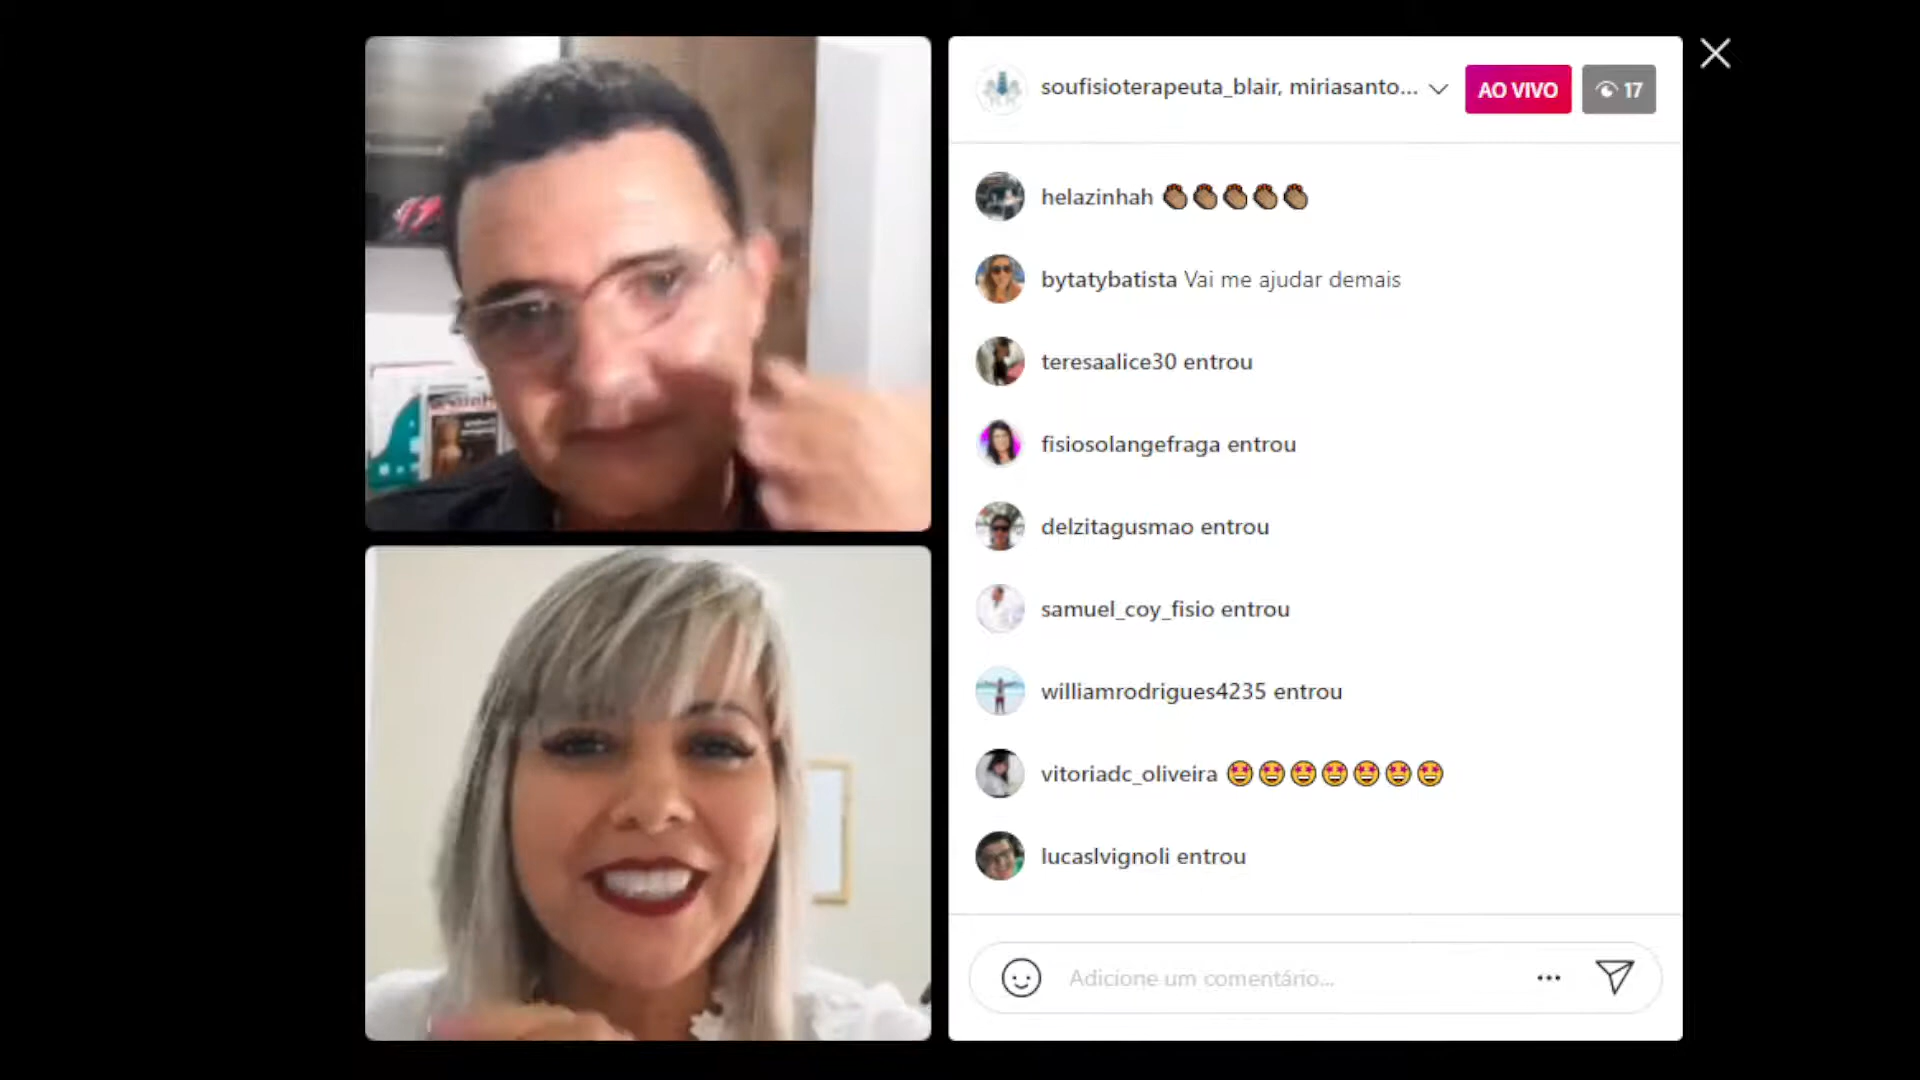 soufisioterapeuta_blair, miriasanto...
AO VIVO
17
helazinhah 👏🏽👏🏽👏🏽👏🏽👏🏽
bytatybatista Vai me ajudar demais
teresaalice30 entrou
fisiosolangefraga entrou
delzitagusmao entrou
samuel_coy_fisio entrou
williamrodrigues4235 entrou
vitoriadc_oliveira 🤩🤩🤩🤩🤩🤩🤩
lucaslvignoli entrou
Adicione um comentário...